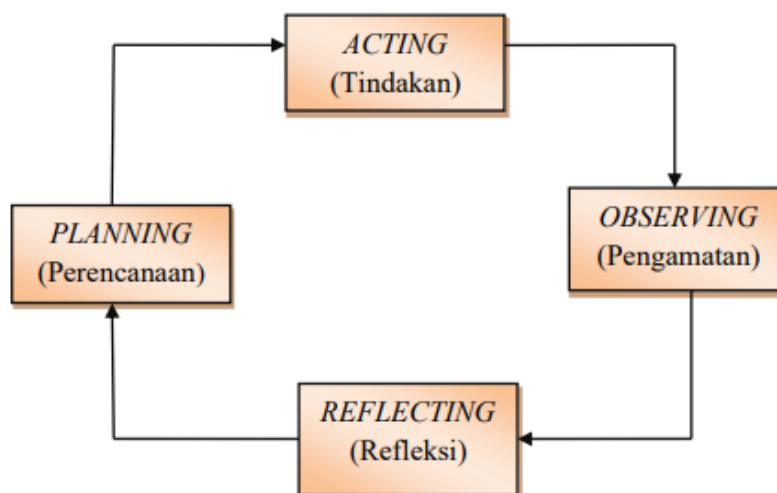 ACTING
(Tindakan)
PLANNING
(Perencanaan)
OBSERVING
(Pengamatan)
REFLECTING
(Refleksi)